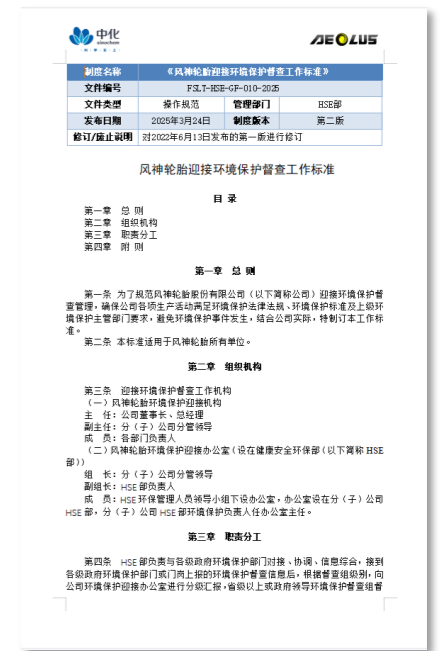 中化
sinochem
科学至上
AEOLUS
制度名称 《风神轮胎迎接环境保护督查工作标准》
文件编号 FSLT-HSE-GF-010-2025
文件类型 操作规范 管理部门 HSE部
发布日期 2025年3月24日 制度版本 第二版
修订/废止说明 对2022年6月13日发布的第一版进行修订
风神轮胎迎接环境保护督查工作标准
目 录
第一章 总 则
第二章 组织机构
第三章 职责分工
第四章 附 则
第一章 总 则
第一条 为了规范风神轮胎股份有限公司（以下简称公司）迎接环境保护督
查管理，确保公司各项生产活动满足环境保护法律法规、环境保护标准及上级环
境保护主管部门要求，避免环境保护事件发生，结合公司实际，特制订本工作标
准。
第二条 本标准适用于风神轮胎所有单位。
第二章 组织机构
第三条 迎接环境保护督查工作机构
（一）风神轮胎环境保护迎接机构
主 任：公司董事长、总经理
副主任：分（子）公司分管领导
成 员：各部门负责人
（二）风神轮胎环境保护迎接办公室（设在健康安全环保部（以下简称 HSE
部））
组 长：分（子）公司分管领导
副组长：HSE 部负责人
成 员：HSE 环保管理人员领导小组下设办公室，办公室设在分（子）公司
HSE 部，分（子）公司 HSE 部环境保护负责人任办公室主任。
第三章 职责分工
第四条 HSE 部负责与各级政府环境保护部门对接、协调、信息综合，接到
各级政府环境保护部门或门岗上报的环境保护督查信息后，根据督查组级别，向
公司环境保护迎接办公室进行分级汇报，省级以上或政府领导环境保护督查组督